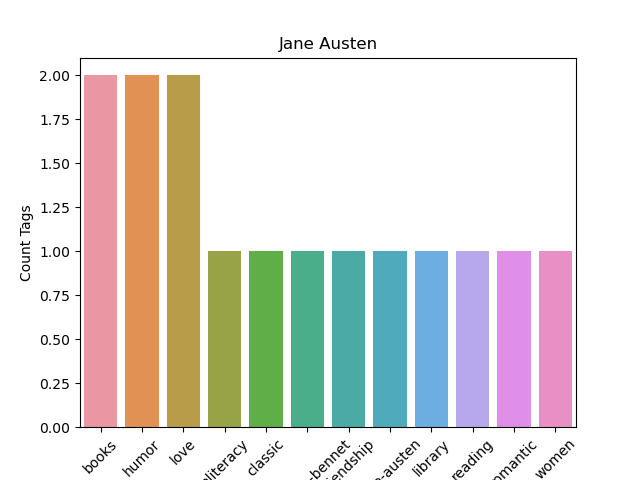 Jane Austen
Count Tags
2.00
1.75
1.50
1.25
1.00
0.75
0.50
0.25
0.00
books
humor
love
classic
library
reading
women